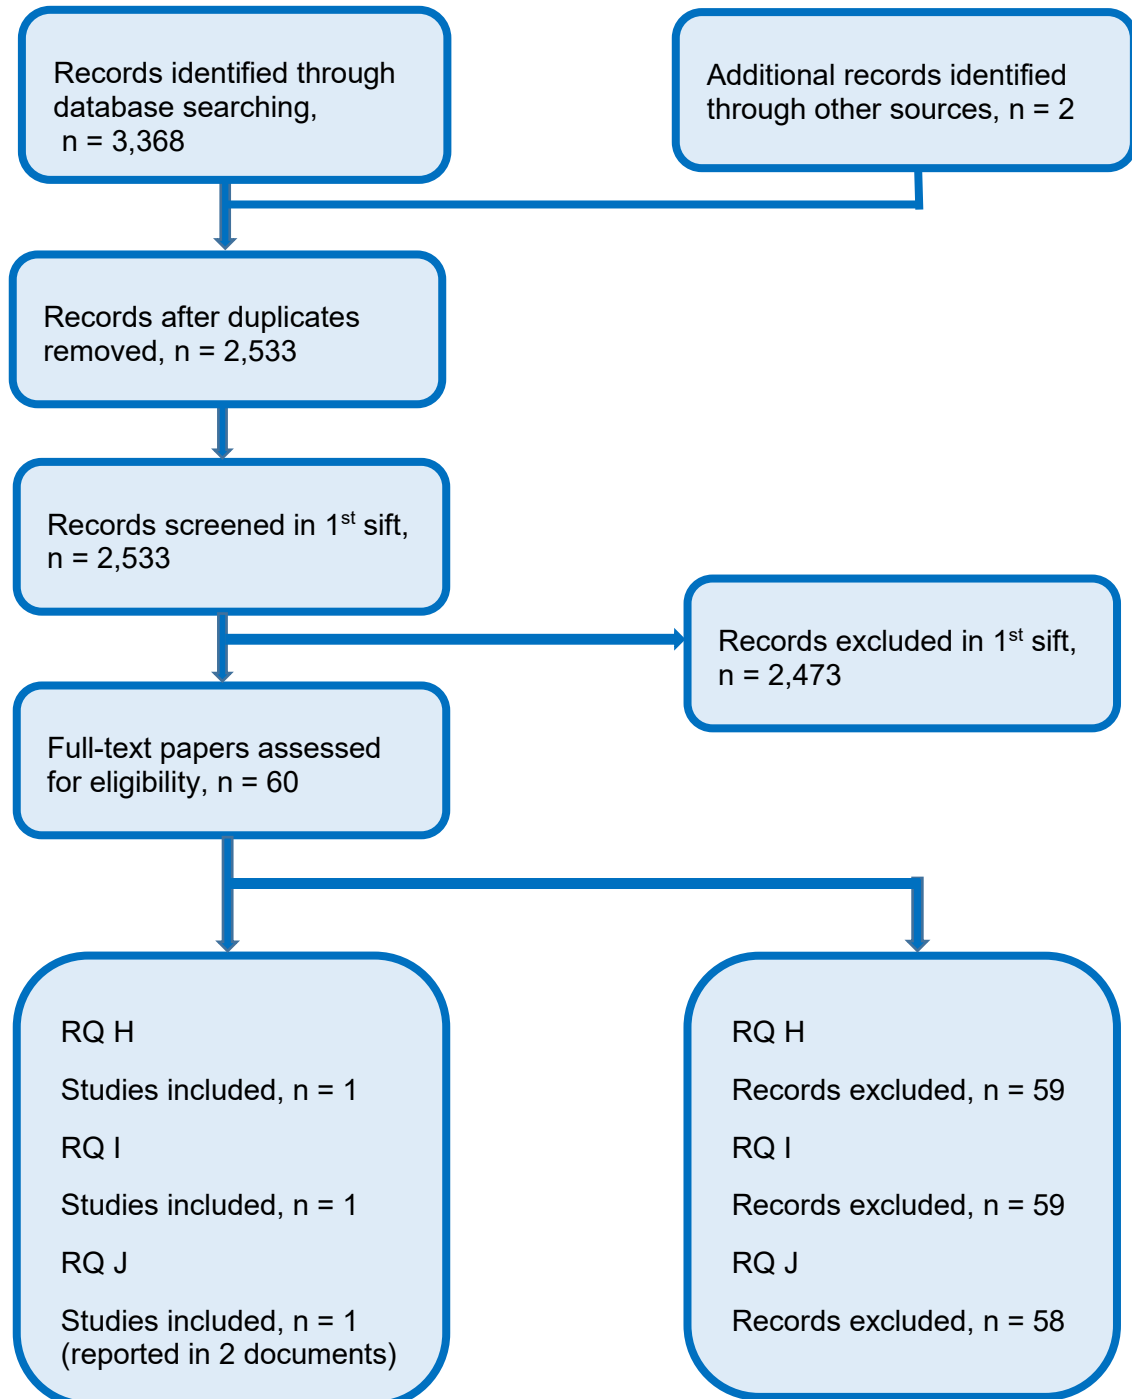 Records identified through
database searching,
n = 3,368
Additional records identified
through other sources, n = 2
Records after duplicates
removed, n = 2,533
Records screened in 1st sift,
n = 2,533
Records excluded in 1st sift,
n = 2,473
Full-text papers assessed
for eligibility, n = 60
RQ H
Studies included, n = 1
RQ I
Studies included, n = 1
RQ J
Studies included, n = 1
(reported in 2 documents)
RQ H
Records excluded, n = 59
RQ I
Records excluded, n = 59
RQ J
Records excluded, n = 58